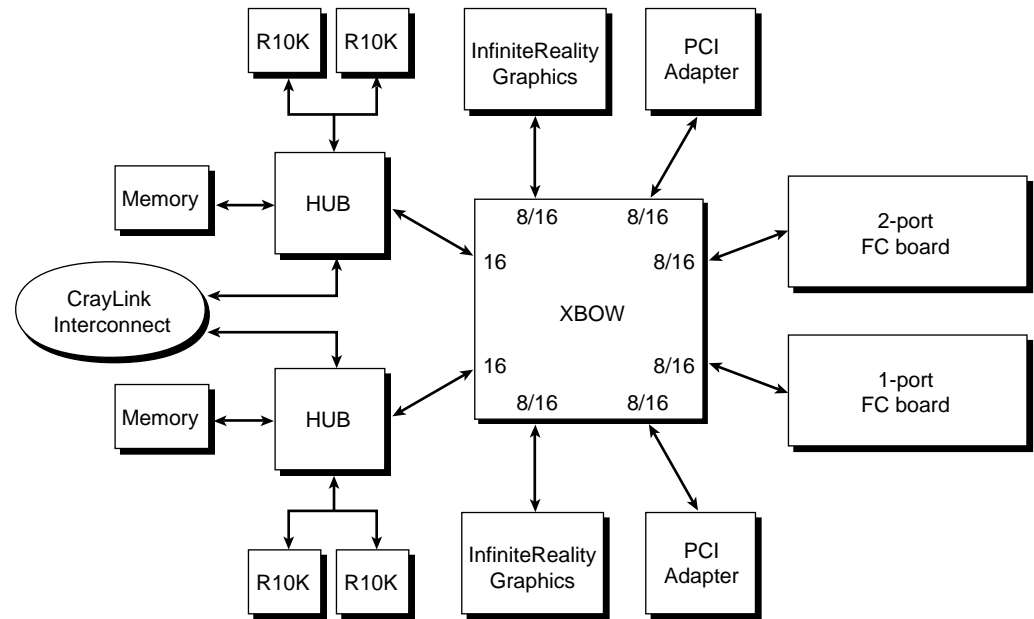 R10K
R10K
InfiniteReality
Graphics
PCI
Adapter
Memory
HUB
8/16
8/16
2-port
FC board
16
8/16
CrayLink
Interconnect
XBOW
16
8/16
1-port
FC board
Memory
HUB
8/16
8/16
InfiniteReality
Graphics
PCI
Adapter
R10K
R10K